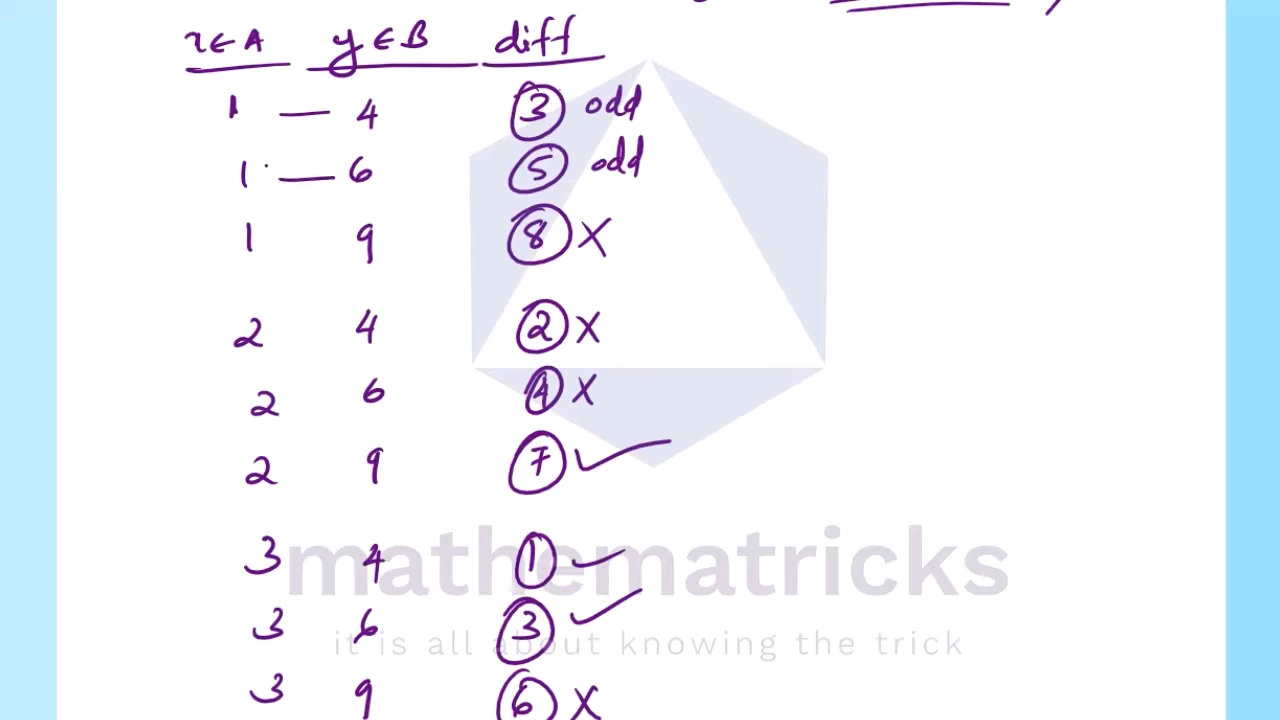 x ∈ A y ∈ B diff
1 — 4 3 odd
1 — 6 5 odd
1 9 8 X
2 4 2 X
2 6 4 X
2 9 7 ✓
3 4 1 ✓
mathematricks
3 6 3 ✓
it is all about knowing the trick
3 9 6 X